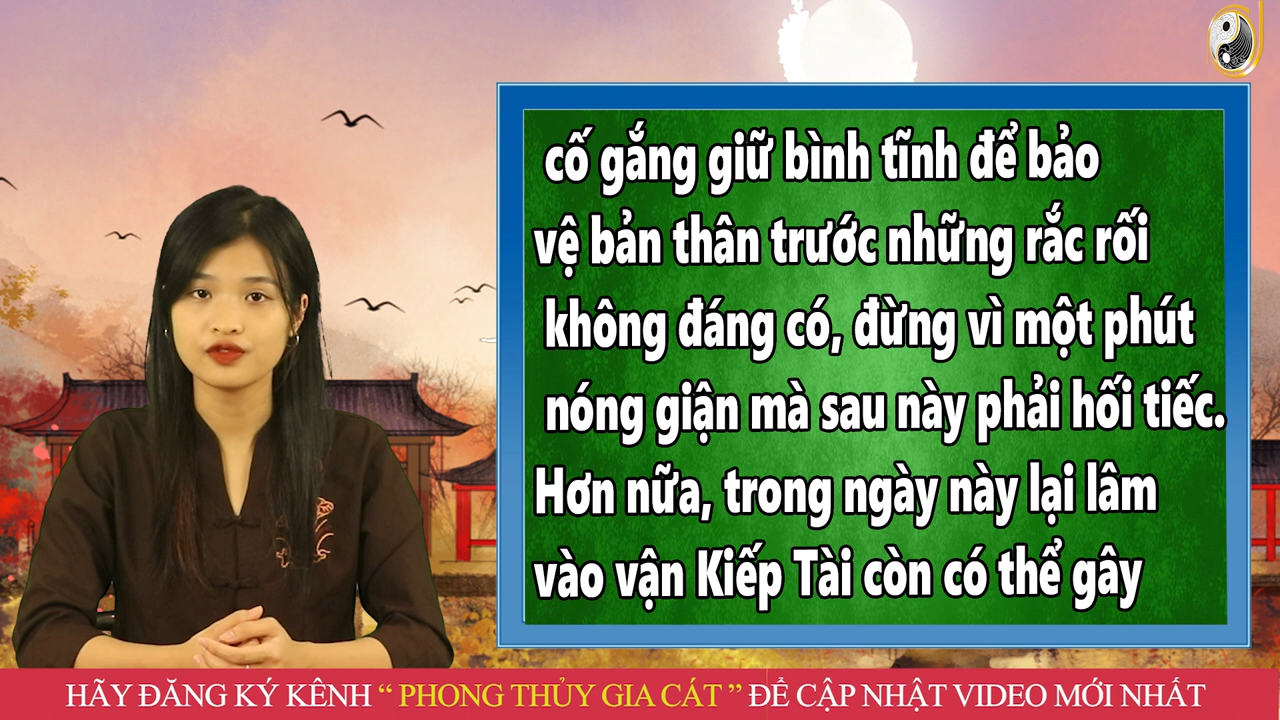 cố gắng giữ bình tĩnh để bảo
vệ bản thân trước những rắc rối
không đáng có, đừng vì một phút
nóng giận mà sau này phải hối tiếc.
Hơn nữa, trong ngày này lại lâm
vào vận Kiếp Tài còn có thể gây
HÃY ĐĂNG KÝ KÊNH “ PHONG THỦY GIA CÁT ” ĐỂ CẬP NHẬT VIDEO MỚI NHẤT